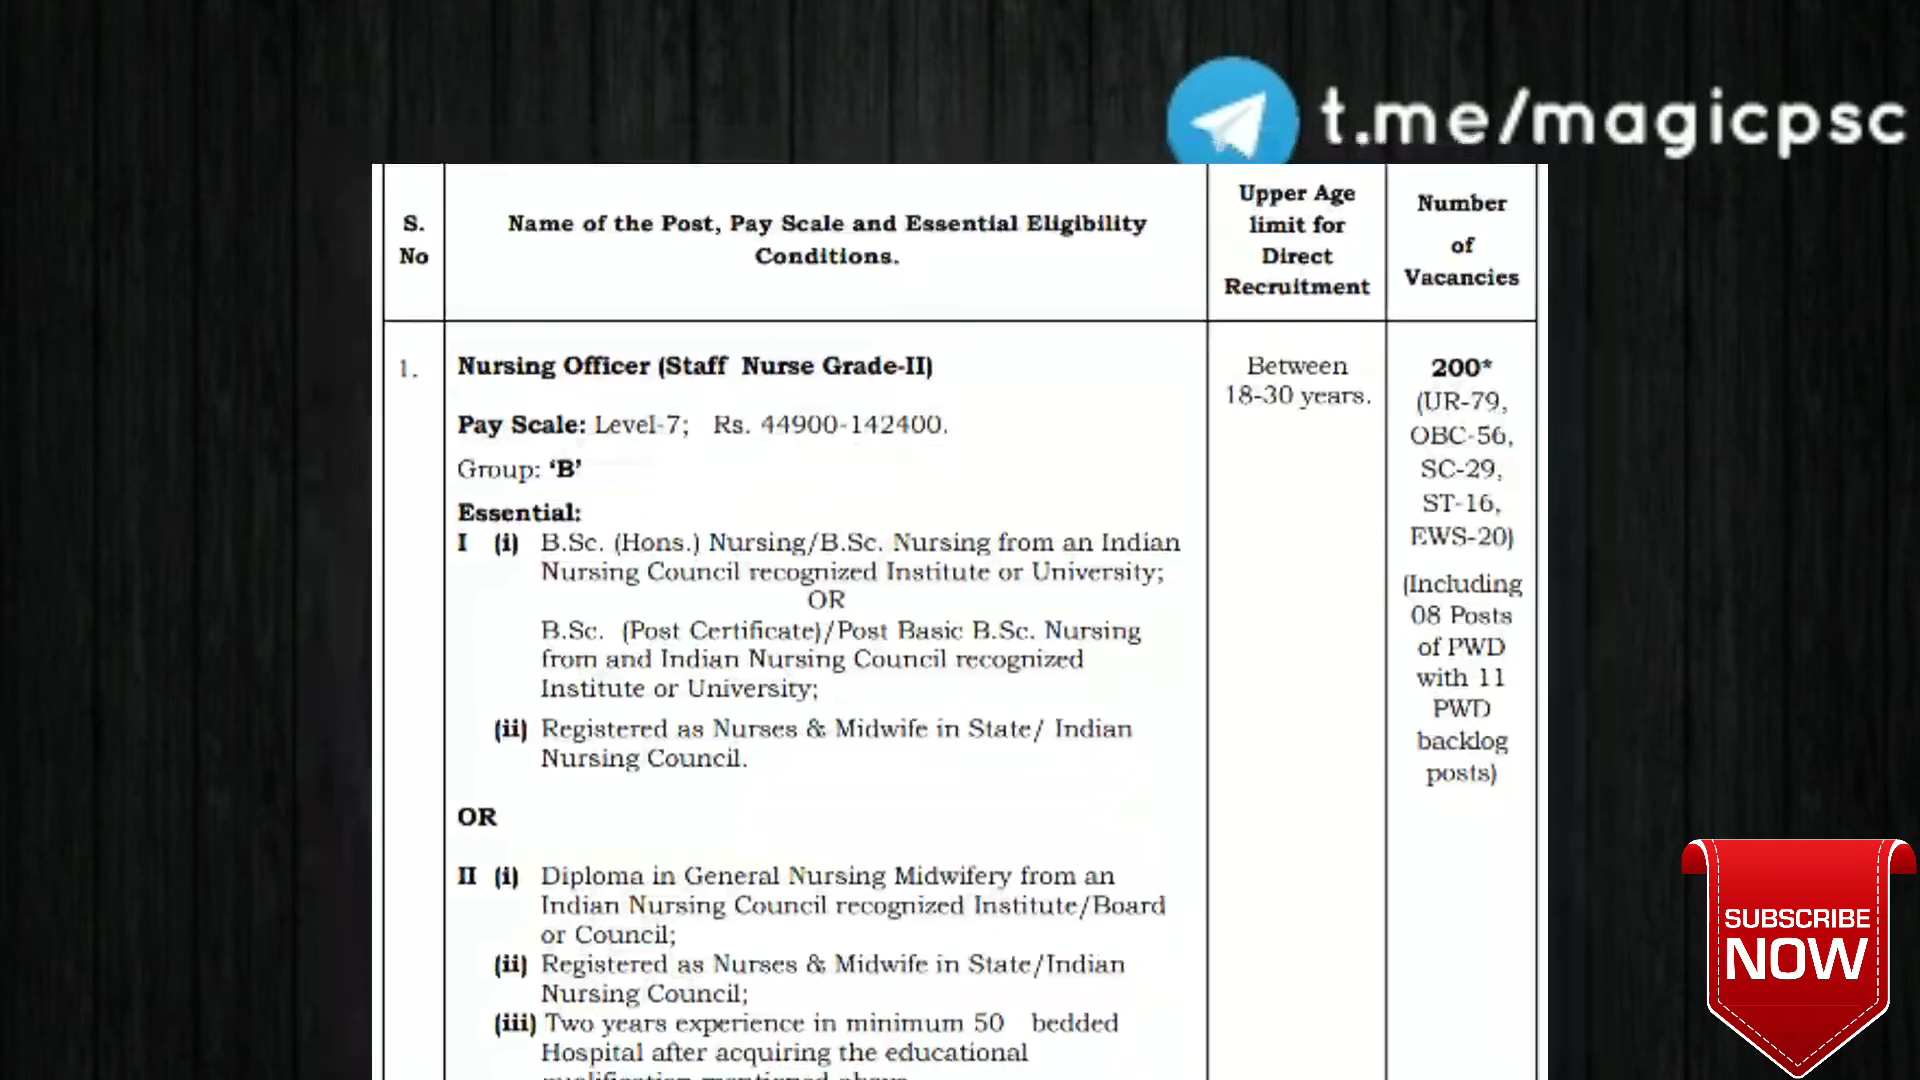 t.me/magicpsc
S.
No
Name of the Post, Pay Scale and Essential Eligibility
Conditions.
Upper Age
limit for
Direct
Recruitment
Number
of
Vacancies
1.
Nursing Officer (Staff Nurse Grade-II)
Pay Scale: Level-7; Rs. 44900-142400.
Group: ‘B’
Essential:
I (i) B.Sc. (Hons.) Nursing/B.Sc. Nursing from an Indian
Nursing Council recognized Institute or University;
OR
B.Sc. (Post Certificate)/Post Basic B.Sc. Nursing
from and Indian Nursing Council recognized
Institute or University;
(ii) Registered as Nurses & Midwife in State/ Indian
Nursing Council.
OR
II (i) Diploma in General Nursing Midwifery from an
Indian Nursing Council recognized Institute/Board
or Council;
(ii) Registered as Nurses & Midwife in State/Indian
Nursing Council;
(iii) Two years experience in minimum 50 bedded
Hospital after acquiring the educational
qualification mentioned above
Between
18-30 years.
200*
(UR-79,
OBC-56,
SC-29,
ST-16,
EWS-20)
(Including
08 Posts
of PWD
with 11
PWD
backlog
posts)
SUBSCRIBE
NOW